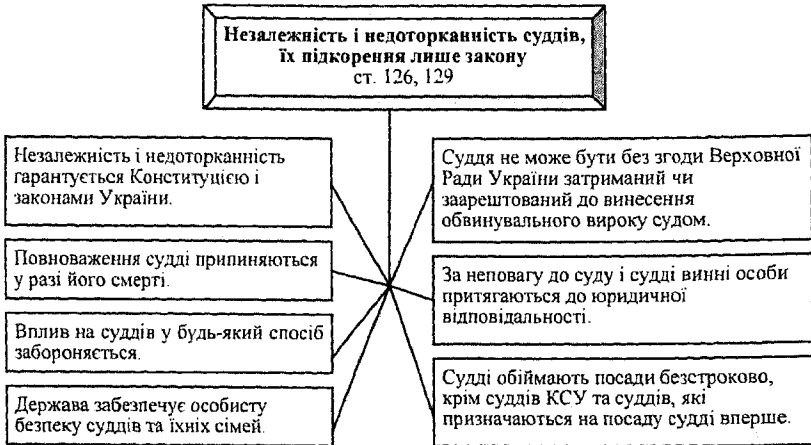 Незалежність і недоторканність суддів,
їх підкорення лише закону
ст. 126, 129
Незалежність і недоторканність
гарантується Конституцією і
законами України.
Повноваження судді припиняються
у разі його смерті.
Вплив на суддів у будь-який спосіб
забороняється.
Держава забезпечує особисту
безпеку суддів та їхніх сімей.
Суддя не може бути без згоди Верховної
Ради України затриманий чи
заарештований до винесення
обвинувального вироку судом.
За неповагу до суду і судді винні особи
притягаються до юридичної
відповідальності.
Судді обіймають посади безстроково,
крім суддів КСУ та суддів, які
призначаються на посаду судді вперше.